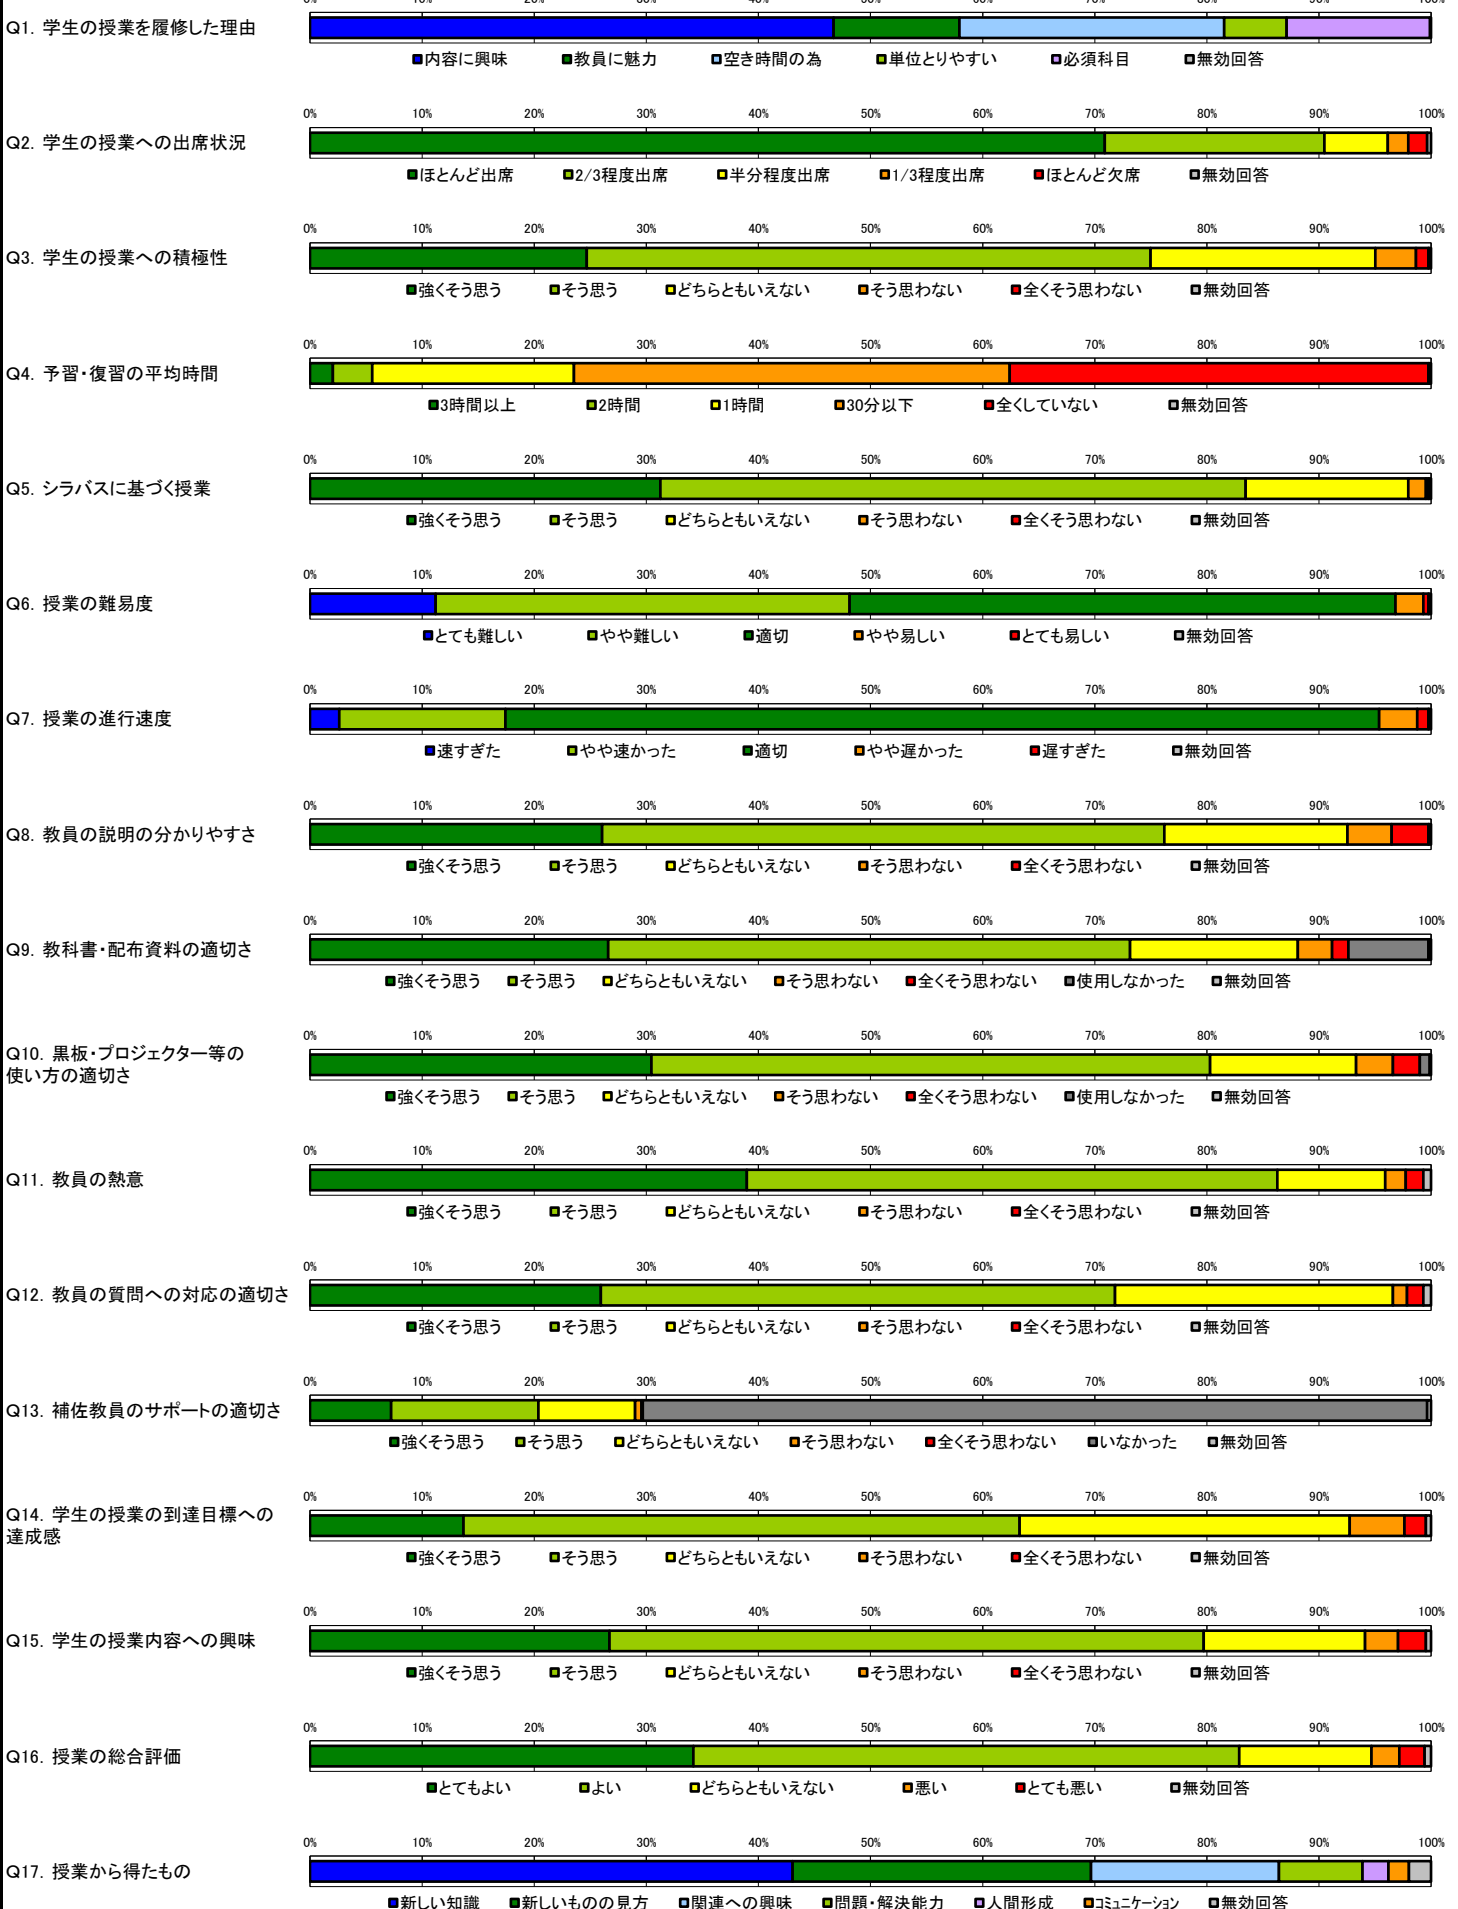 0% 10% 20% 30% 40% 50% 60% 70% 80% 90% 100%
Q1. 学生の授業を履修した理由
内容に興味 教員に魅力 空き時間の為 単位とりやすい 必須科目 無効回答
0% 10% 20% 30% 40% 50% 60% 70% 80% 90% 100%
Q2. 学生の授業への出席状況
ほとんど出席 2/3程度出席 半分程度出席 1/3程度出席 ほとんど欠席 無効回答
0% 10% 20% 30% 40% 50% 60% 70% 80% 90% 100%
Q3. 学生の授業への積極性
強くそう思う そう思う どちらともいえない そう思わない 全くそう思わない 無効回答
0% 10% 20% 30% 40% 50% 60% 70% 80% 90% 100%
Q4. 予習・復習の平均時間
3時間以上 2時間 1時間 30分以下 全くしていない 無効回答
0% 10% 20% 30% 40% 50% 60% 70% 80% 90% 100%
Q5. シラバスに基づく授業
強くそう思う そう思う どちらともいえない そう思わない 全くそう思わない 無効回答
0% 10% 20% 30% 40% 50% 60% 70% 80% 90% 100%
Q6. 授業の難易度
とても難しい やや難しい 適切 やや易しい とても易しい 無効回答
0% 10% 20% 30% 40% 50% 60% 70% 80% 90% 100%
Q7. 授業の進行速度
速すぎた やや速かった 適切 やや遅かった 遅すぎた 無効回答
0% 10% 20% 30% 40% 50% 60% 70% 80% 90% 100%
Q8. 教員の説明の分かりやすさ
強くそう思う そう思う どちらともいえない そう思わない 全くそう思わない 無効回答
0% 10% 20% 30% 40% 50% 60% 70% 80% 90% 100%
Q9. 教科書・配布資料の適切さ
強くそう思う そう思う どちらともいえない そう思わない 全くそう思わない 使用しなかった 無効回答
0% 10% 20% 30% 40% 50% 60% 70% 80% 90% 100%
Q10. 黒板・プロジェクター等の
使い方の適切さ
強くそう思う そう思う どちらともいえない そう思わない 全くそう思わない 使用しなかった 無効回答
0% 10% 20% 30% 40% 50% 60% 70% 80% 90% 100%
Q11. 教員の熱意
強くそう思う そう思う どちらともいえない そう思わない 全くそう思わない 無効回答
0% 10% 20% 30% 40% 50% 60% 70% 80% 90% 100%
Q12. 教員の質問への対応の適切さ
強くそう思う そう思う どちらともいえない そう思わない 全くそう思わない 無効回答
0% 10% 20% 30% 40% 50% 60% 70% 80% 90% 100%
Q13. 補佐教員のサポートの適切さ
強くそう思う そう思う どちらともいえない そう思わない 全くそう思わない いなかった 無効回答
0% 10% 20% 30% 40% 50% 60% 70% 80% 90% 100%
Q14. 学生の授業の到達目標への
達成感
強くそう思う そう思う どちらともいえない そう思わない 全くそう思わない 無効回答
0% 10% 20% 30% 40% 50% 60% 70% 80% 90% 100%
Q15. 学生の授業内容への興味
強くそう思う そう思う どちらともいえない そう思わない 全くそう思わない 無効回答
0% 10% 20% 30% 40% 50% 60% 70% 80% 90% 100%
Q16. 授業の総合評価
とてもよい よい どちらともいえない 悪い とても悪い 無効回答
0% 10% 20% 30% 40% 50% 60% 70% 80% 90% 100%
Q17. 授業から得たもの
新しい知識 新しいものの見方 関連への興味 問題・解決能力 人間形成 コミュニケーション 無効回答